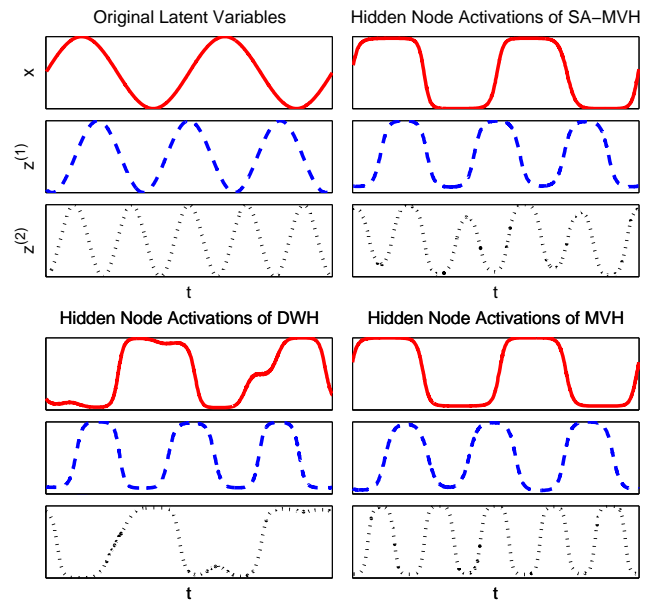 Original Latent Variables
Hidden Node Activations of SA-MVH
x
z(1)
z(2)
t
t
Hidden Node Activations of DWH
Hidden Node Activations of MVH
t
t